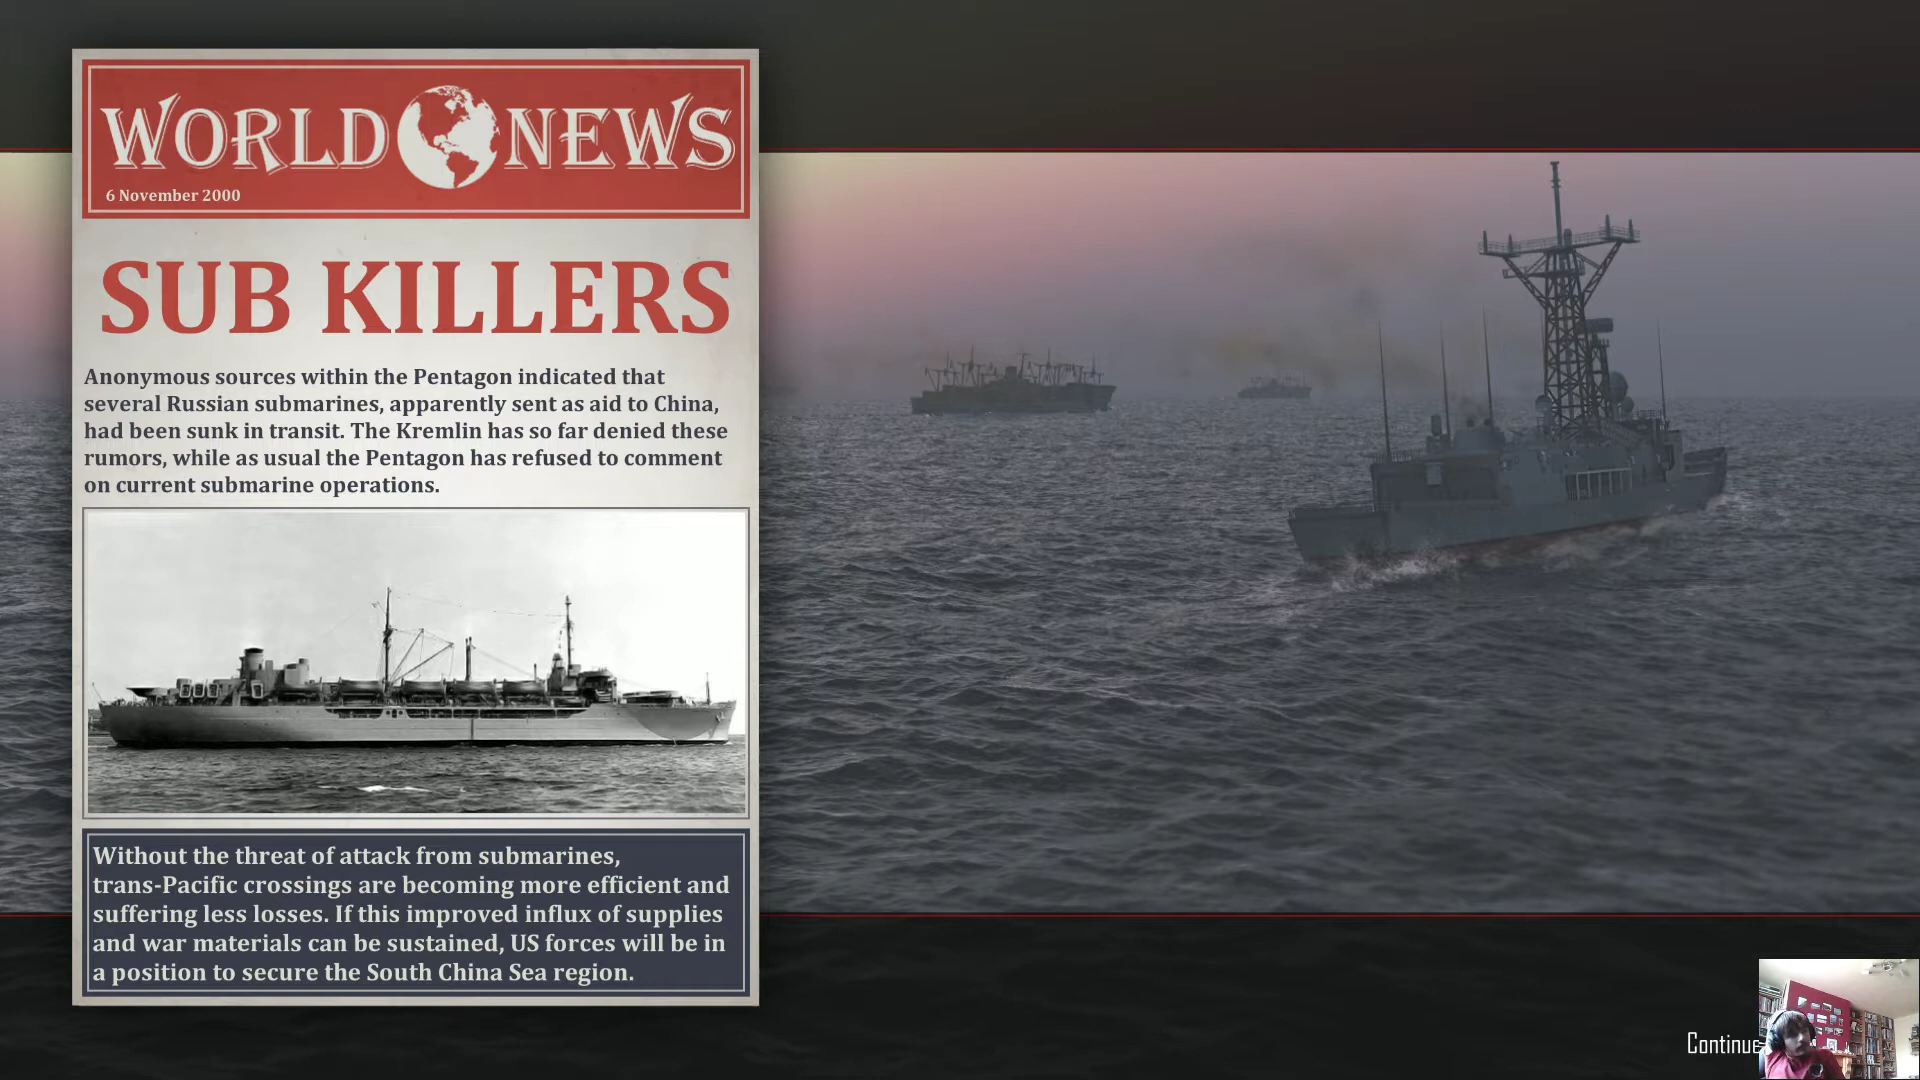 WORLD NEWS
6 November 2000
SUB KILLERS
Anonymous sources within the Pentagon indicated that
several Russian submarines, apparently sent as aid to China,
had been sunk in transit. The Kremlin has so far denied these
rumors, while as usual the Pentagon has refused to comment
on current submarine operations.
Without the threat of attack from submarines,
trans-Pacific crossings are becoming more efficient and
suffering less losses. If this improved influx of supplies
and war materials can be sustained, US forces will be in
a position to secure the South China Sea region.
Continue